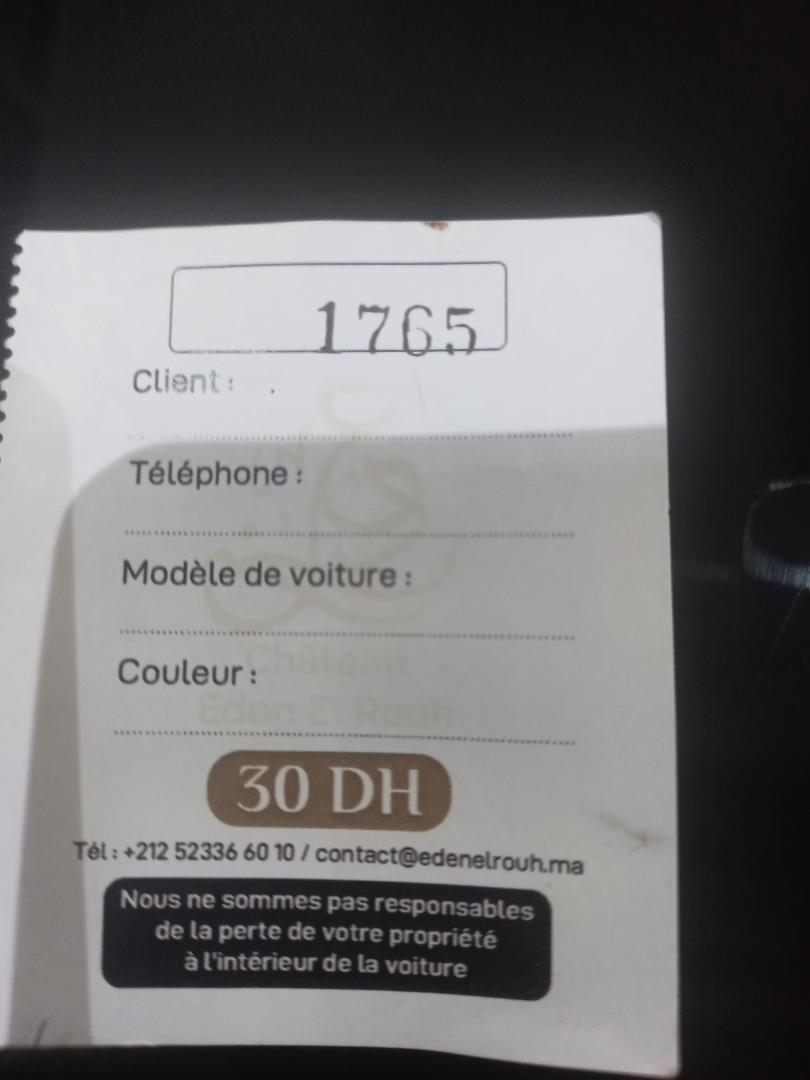 1765
Client :
Téléphone :
Modèle de voiture :
Couleur :
Château
Eden El Rouh
30 DH
Tél : +212 52336 60 10 / contact@edenelrouh.ma
Nous ne sommes pas responsables
de la perte de votre propriété
à l'intérieur de la voiture